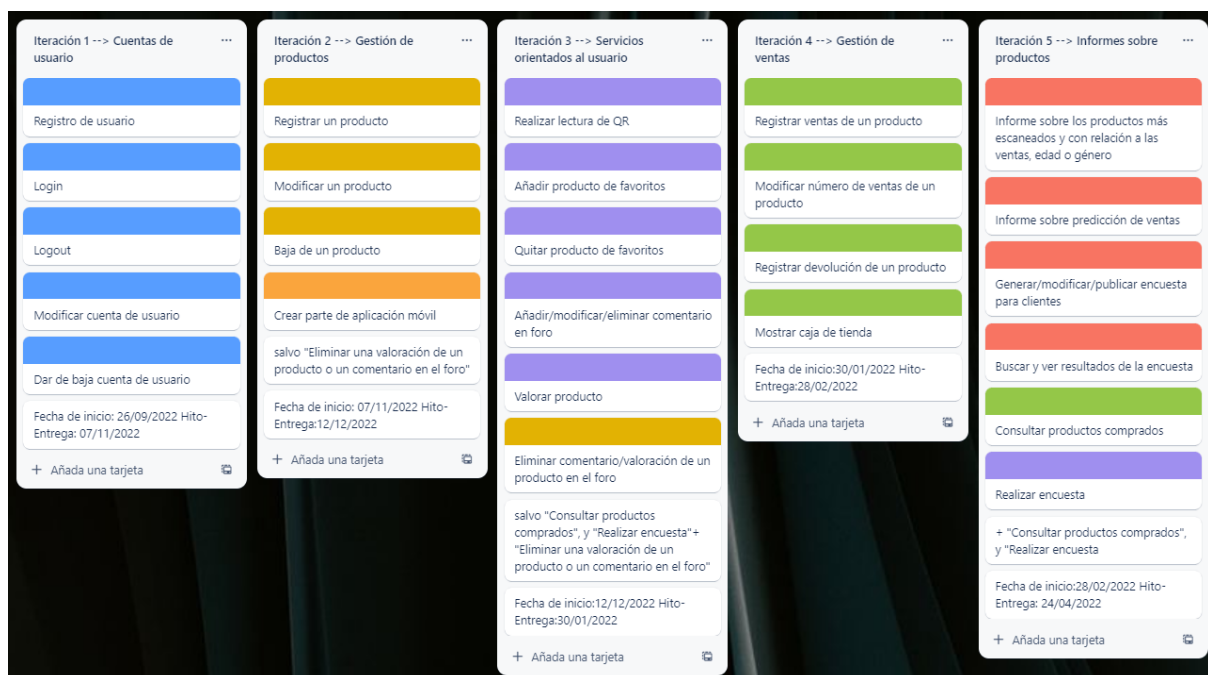 Iteración 1 --> Cuentas de
usuario
Registro de usuario
Login
Logout
Modificar cuenta de usuario
Dar de baja cuenta de usuario
Fecha de inicio: 26/09/2022 Hito-
Entrega: 07/11/2022
+ Añada una tarjeta
Iteración 2 --> Gestión de
productos
Registrar un producto
Modificar un producto
Baja de un producto
Crear parte de aplicación móvil
salvo "Eliminar una valoración de un
producto o un comentario en el foro"
Fecha de inicio: 07/11/2022 Hito-
Entrega:12/12/2022
+ Añada una tarjeta
Iteración 3 --> Servicios
orientados al usuario
Realizar lectura de QR
Añadir producto de favoritos
Quitar producto de favoritos
Añadir/modificar/eliminar comentario
en foro
Valorar producto
Eliminar comentario/valoración de un
producto en el foro
salvo "Consultar productos
comprados", y "Realizar encuesta"+
"Eliminar una valoración de un
producto o un comentario en el foro"
Fecha de inicio:12/12/2022 Hito-
Entrega:30/01/2022
+ Añada una tarjeta
Iteración 4 --> Gestión de
ventas
Registrar ventas de un producto
Modificar número de ventas de un
producto
Registrar devolución de un producto
Mostrar caja de tienda
Fecha de inicio:30/01/2022 Hito-
Entrega:28/02/2022
+ Añada una tarjeta
Iteración 5 --> Informes sobre
productos
Informe sobre los productos más
escaneados y con relación a las
ventas, edad o género
Informe sobre predicción de ventas
Generar/modificar/publicar encuesta
para clientes
Buscar y ver resultados de la encuesta
Consultar productos comprados
Realizar encuesta
+ "Consultar productos comprados",
y "Realizar encuesta
Fecha de inicio:28/02/2022 Hito-
Entrega: 24/04/2022
+ Añada una tarjeta